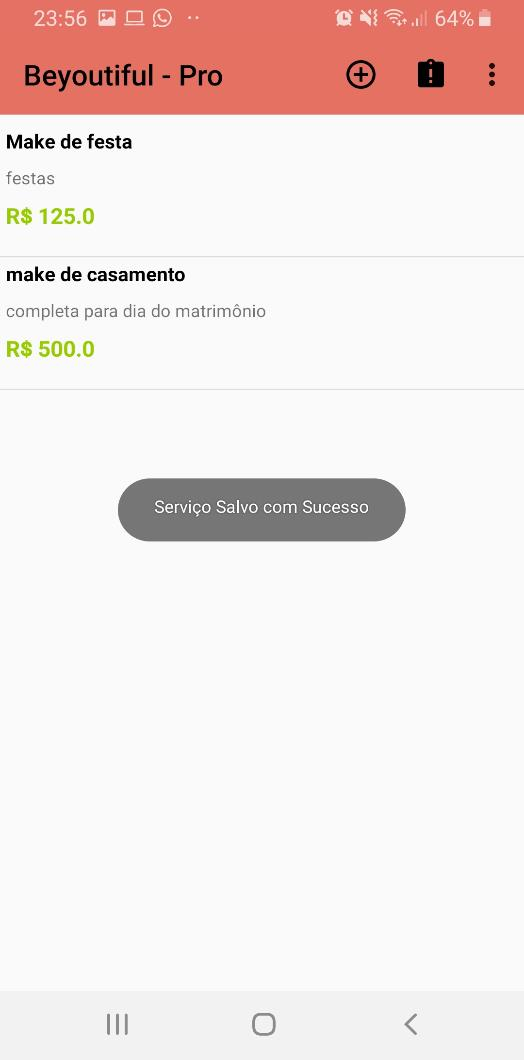 23:56 64%
Beyoutiful - Pro
Make de festa
festas
R$ 125.0
make de casamento
completa para dia do matrimônio
R$ 500.0
Serviço Salvo com Sucesso